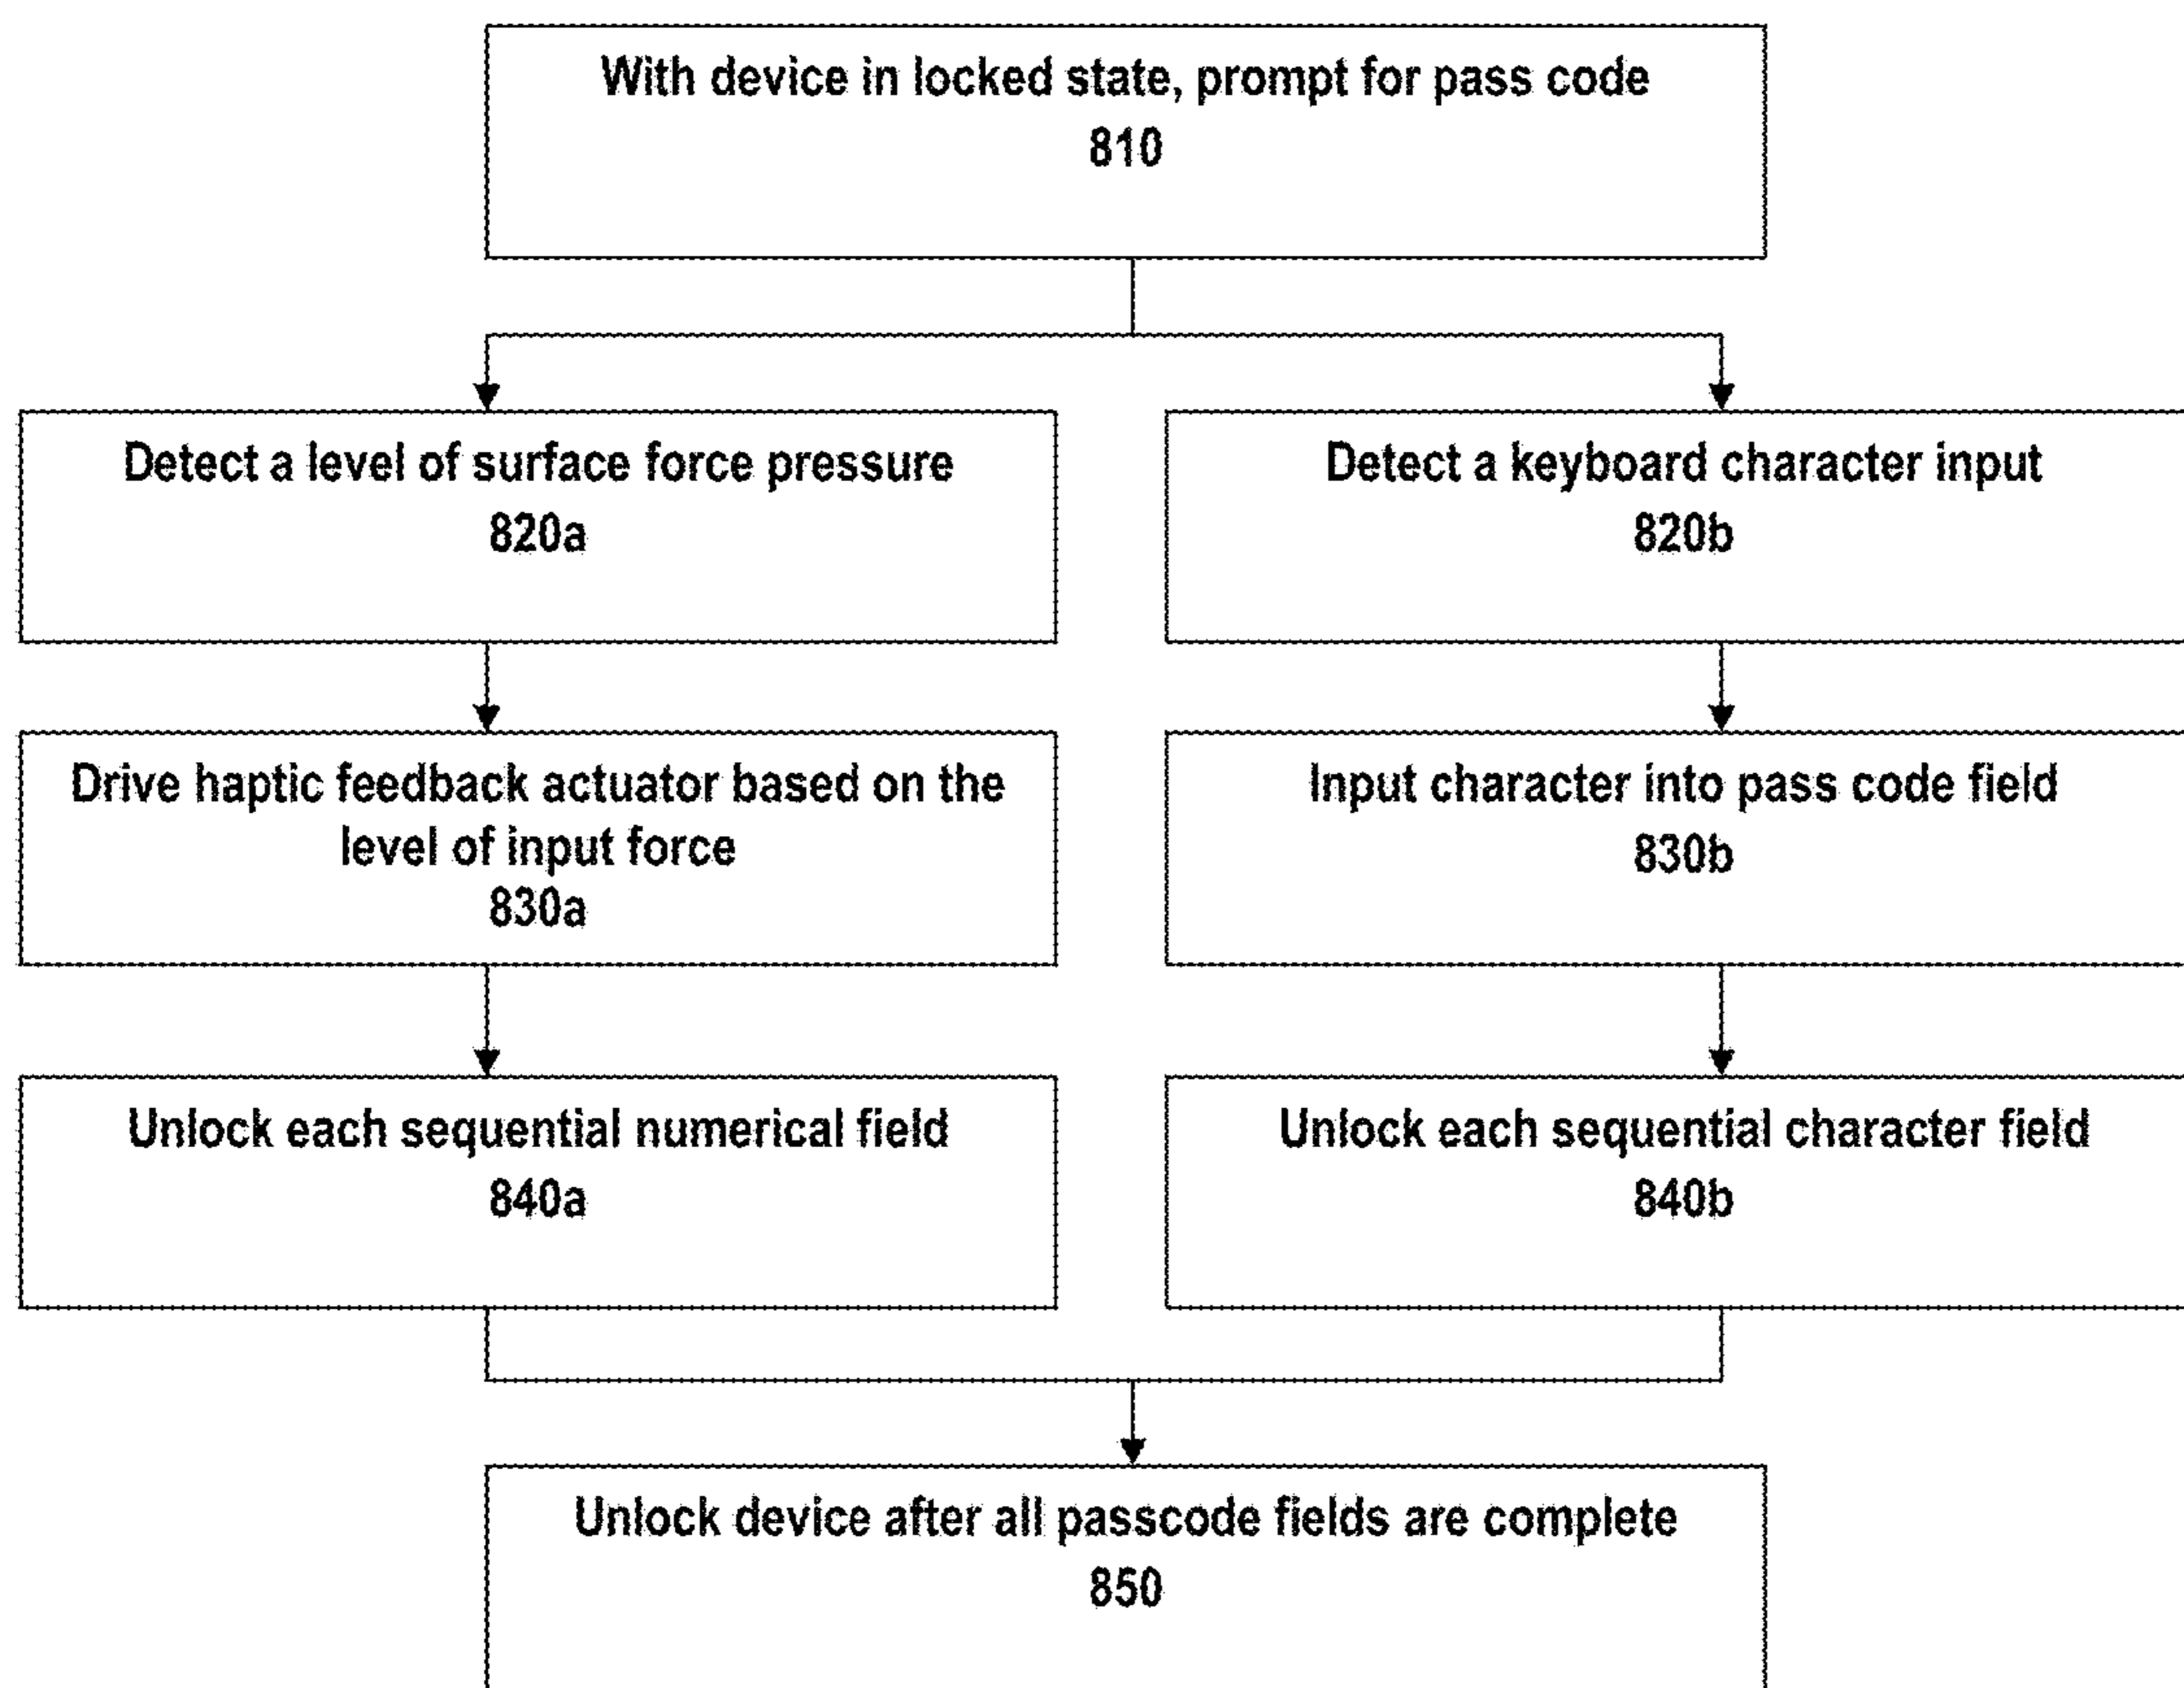 With device in locked state, prompt for pass code
810
Detect a level of surface force pressure
820a
Detect a keyboard character input
820b
Drive haptic feedback actuator based on the
level of input force
830a
Input character into pass code field
830b
Unlock each sequential numerical field
840a
Unlock each sequential character field
840b
Unlock device after all passcode fields are complete
850